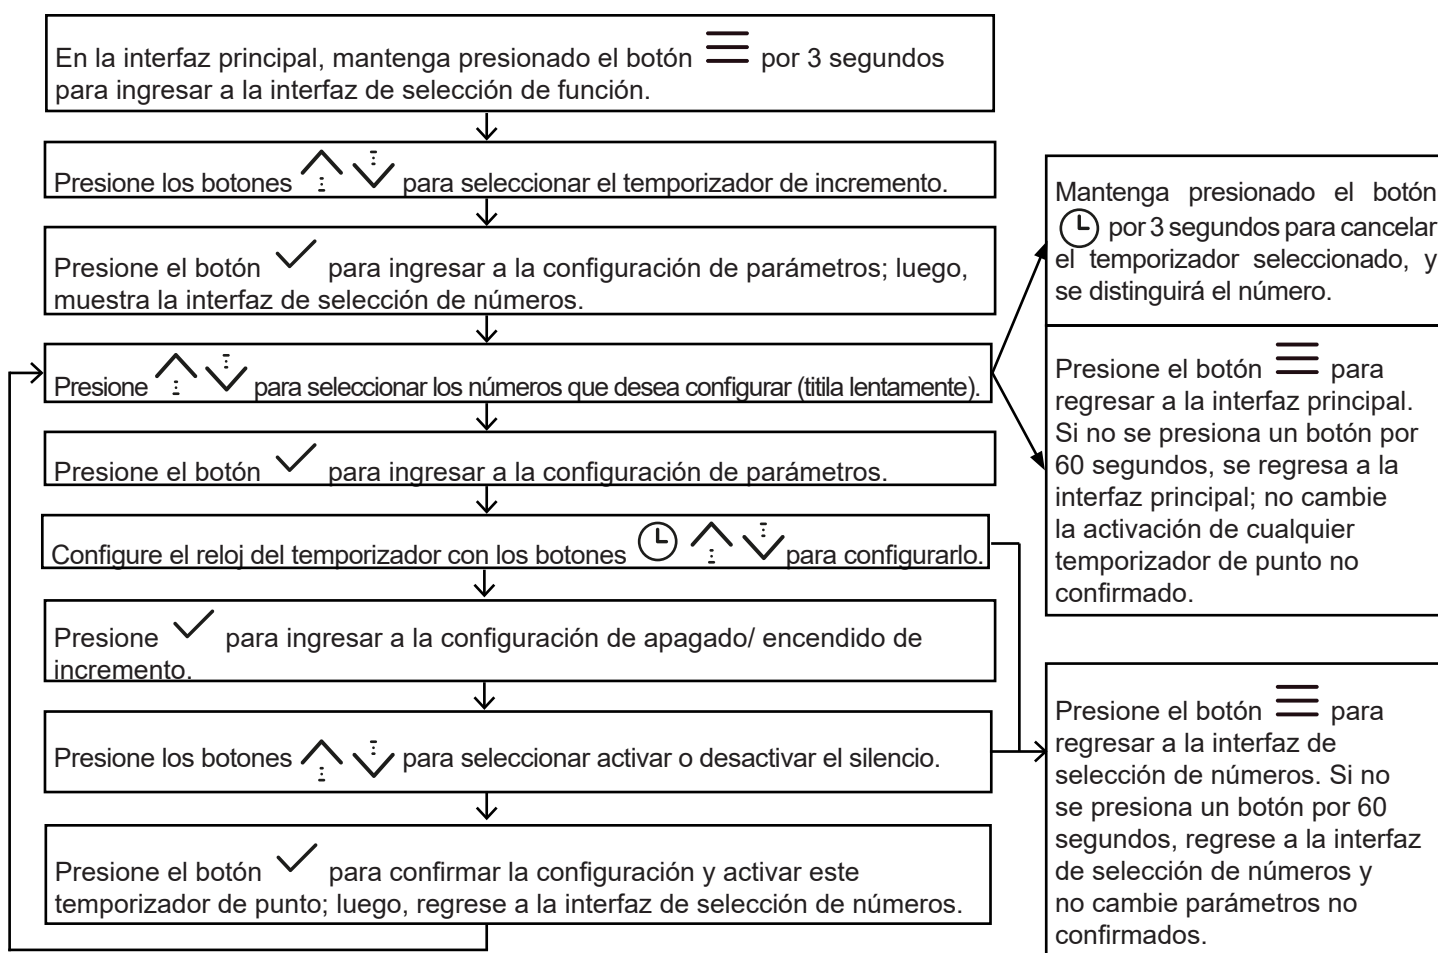 En la interfaz principal, mantenga presionado el botón por 3 segundos
para ingresar a la interfaz de selección de función.
Presione los botones para seleccionar el temporizador de incremento.
Presione el botón para ingresar a la configuración de parámetros; luego,
muestra la interfaz de selección de números.
Presione para seleccionar los números que desea configurar (titila lentamente).
Presione el botón para ingresar a la configuración de parámetros.
Configure el reloj del temporizador con los botones para configurarlo.
Presione para ingresar a la configuración de apagado/ encendido de
incremento.
Presione los botones para seleccionar activar o desactivar el silencio.
Presione el botón para confirmar la configuración y activar este
temporizador de punto; luego, regrese a la interfaz de selección de números.
Mantenga presionado el botón
por 3 segundos para cancelar
el temporizador seleccionado, y
se distinguirá el número.
Presione el botón para
regresar a la interfaz principal.
Si no se presiona un botón por
60 segundos, se regresa a la
interfaz principal; no cambie
la activación de cualquier
temporizador de punto no
confirmado.
Presione el botón para
regresar a la interfaz de
selección de números. Si no
se presiona un botón por 60
segundos, regrese a la interfaz
de selección de números y
no cambie parámetros no
confirmados.